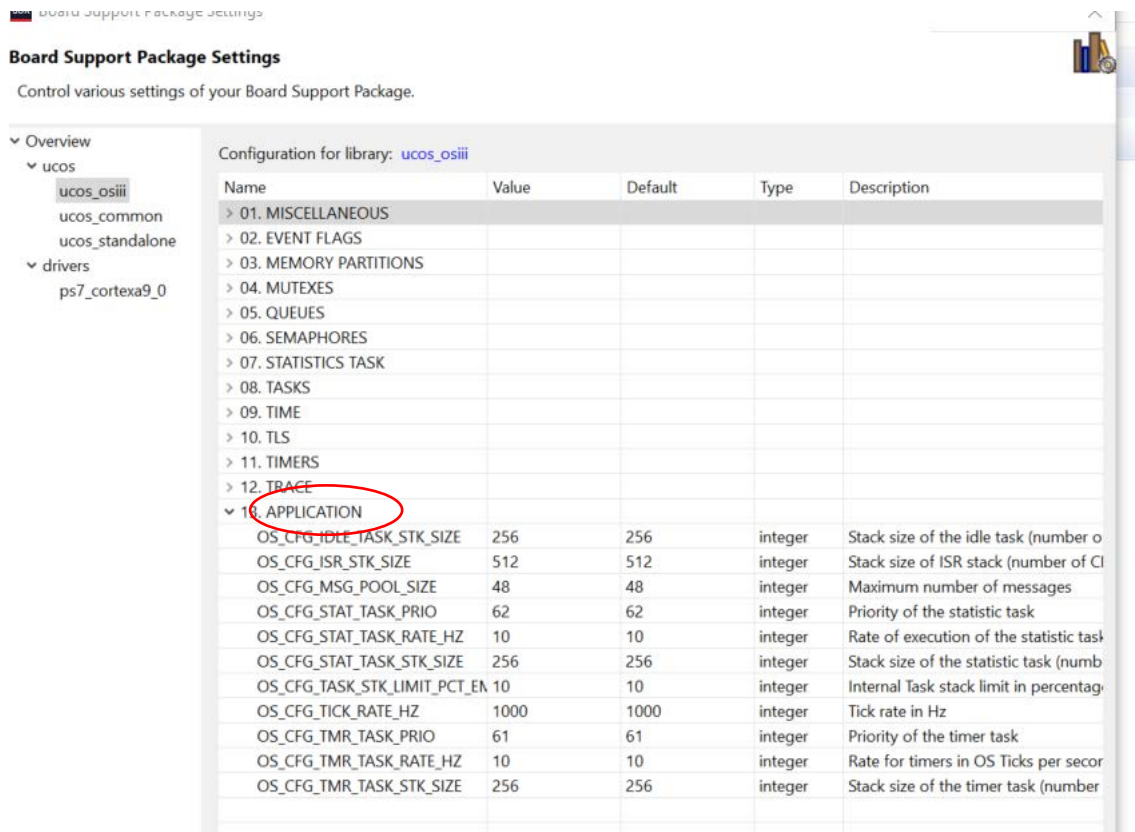 Board Support Package Settings
Board Support Package Settings
Control various settings of your Board Support Package.
Overview
ucos
ucos_osiii
ucos_common
ucos_standalone
drivers
ps7_cortexa9_0
Configuration for library: ucos_osiii
Name Value Default Type Description
01. MISCELLANEOUS
02. EVENT FLAGS
03. MEMORY PARTITIONS
04. MUTEXES
05. QUEUES
06. SEMAPHORES
07. STATISTICS TASK
08. TASKS
09. TIME
10. TLS
11. TIMERS
12. TRACE
13. APPLICATION
OS_CFG_IDLE_TASK_STK_SIZE 256 256 integer Stack size of the idle task (number o
OS_CFG_ISR_STK_SIZE 512 512 integer Stack size of ISR stack (number of
OS_CFG_MSG_POOL_SIZE 48 48 integer Maximum number of messages
OS_CFG_STAT_TASK_PRIO 62 62 integer Priority of the statistic task
OS_CFG_STAT_TASK_RATE_HZ 10 10 integer Rate of execution of the statistic task
OS_CFG_STAT_TASK_STK_SIZE 256 256 integer Stack size of the statistic task (numb
OS_CFG_TASK_STK_LIMIT_PCT_EM 10 10 integer Internal Task stack limit in percentag
OS_CFG_TICK_RATE_HZ 1000 1000 integer Tick rate in Hz
OS_CFG_TMR_TASK_PRIO 61 61 integer Priority of the timer task
OS_CFG_TMR_TASK_RATE_HZ 10 10 integer Rate for timers in OS Ticks per secor
OS_CFG_TMR_TASK_STK_SIZE 256 256 integer Stack size of the timer task (number